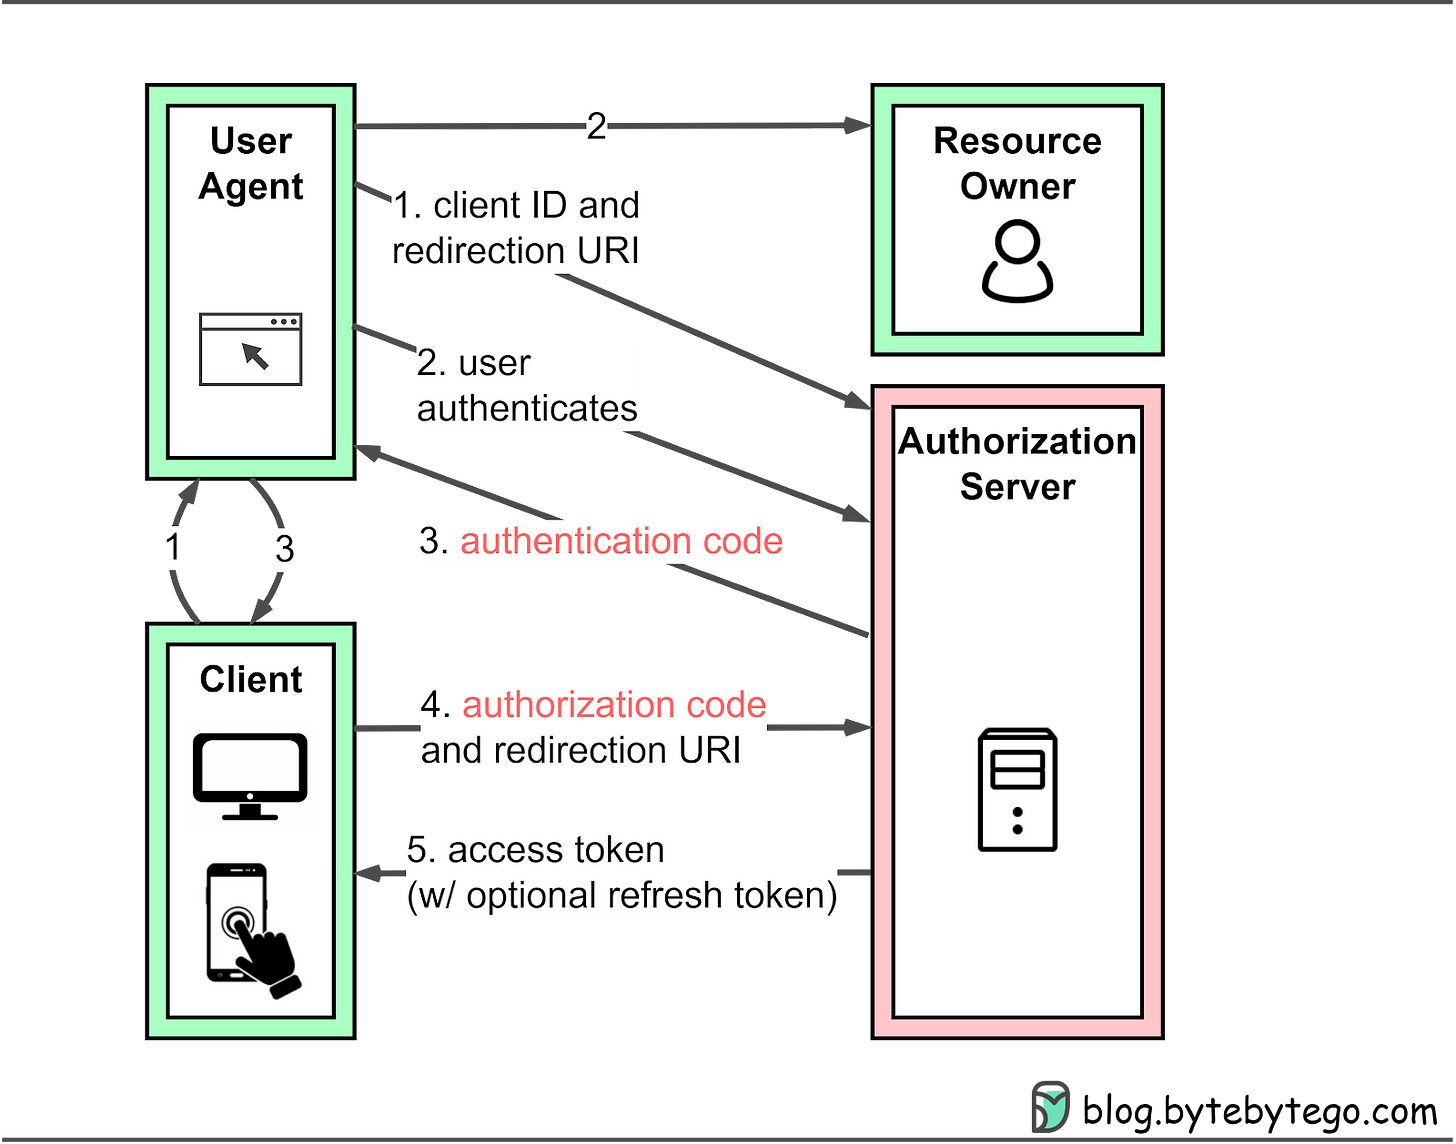 User
Agent
2
Resource
Owner
1. client ID and
redirection URI
2. user
authenticates
Authorization
Server
3. authentication code
1
3
Client
4. authorization code
and redirection URI
5. access token
(w/ optional refresh token)
blog.bytebytego.com